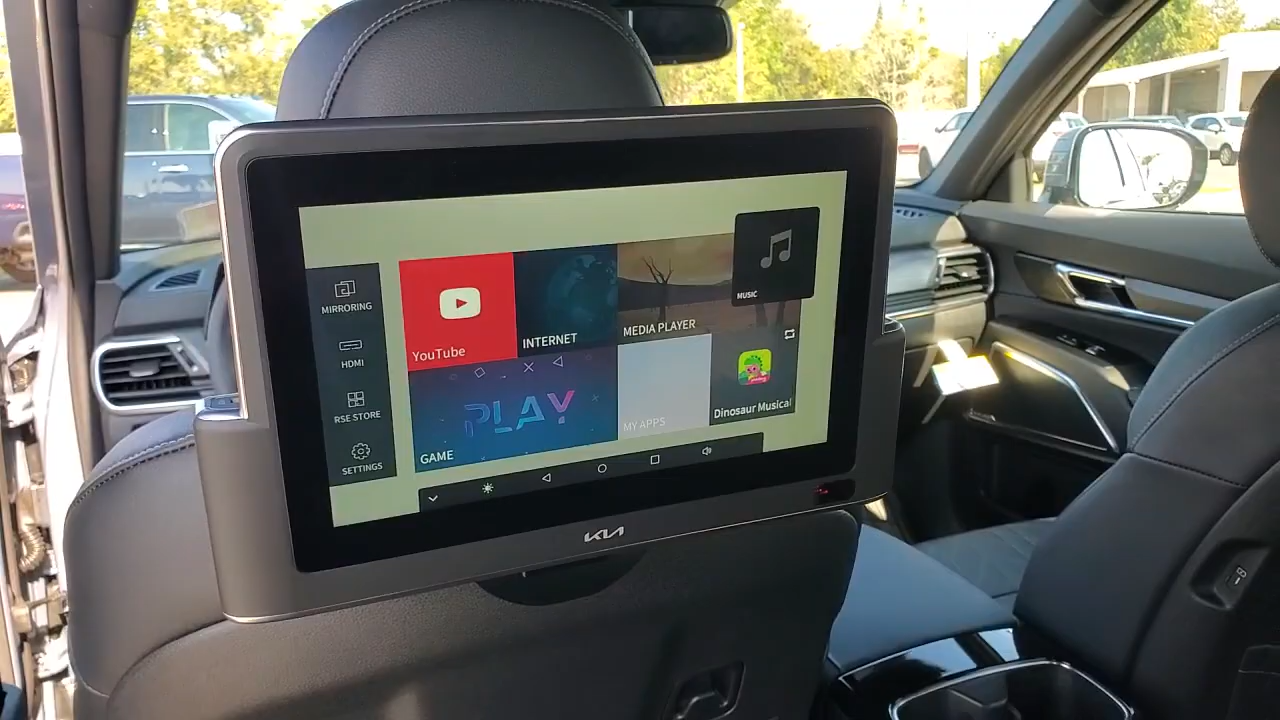 MIRRORING
HDMI
RSE STORE
SETTINGS
YouTube
INTERNET
MEDIA PLAYER
MUSIC
PLAY
GAME
MY APPS
Dinosaur Musical
KIA